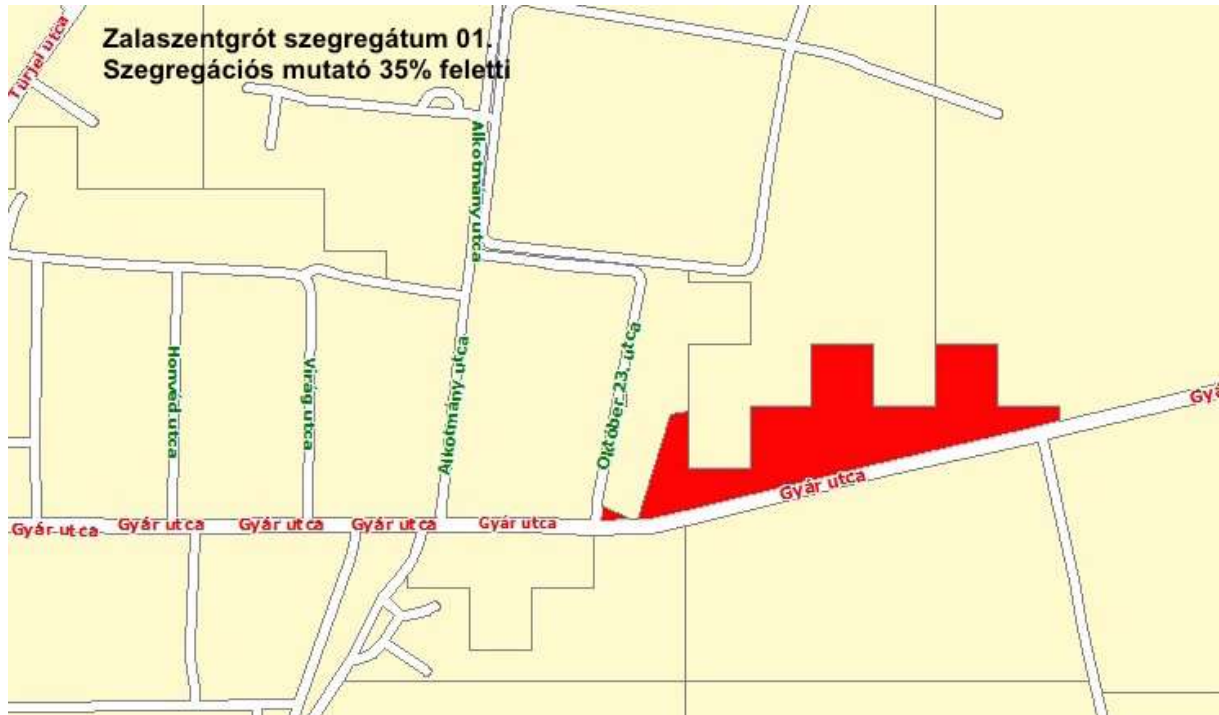 Zalaszentgrót szegregátum 01.
Szegregációs mutató 35% feletti
Türjei utca
Alkotmány utca
Honvéd utca
Virág utca
Alkotmány utca
Október 23. utca
Gyár utca
Gyár utca
Gyár utca
Gyár utca
Gyár utca
Gyár utca
Gyá